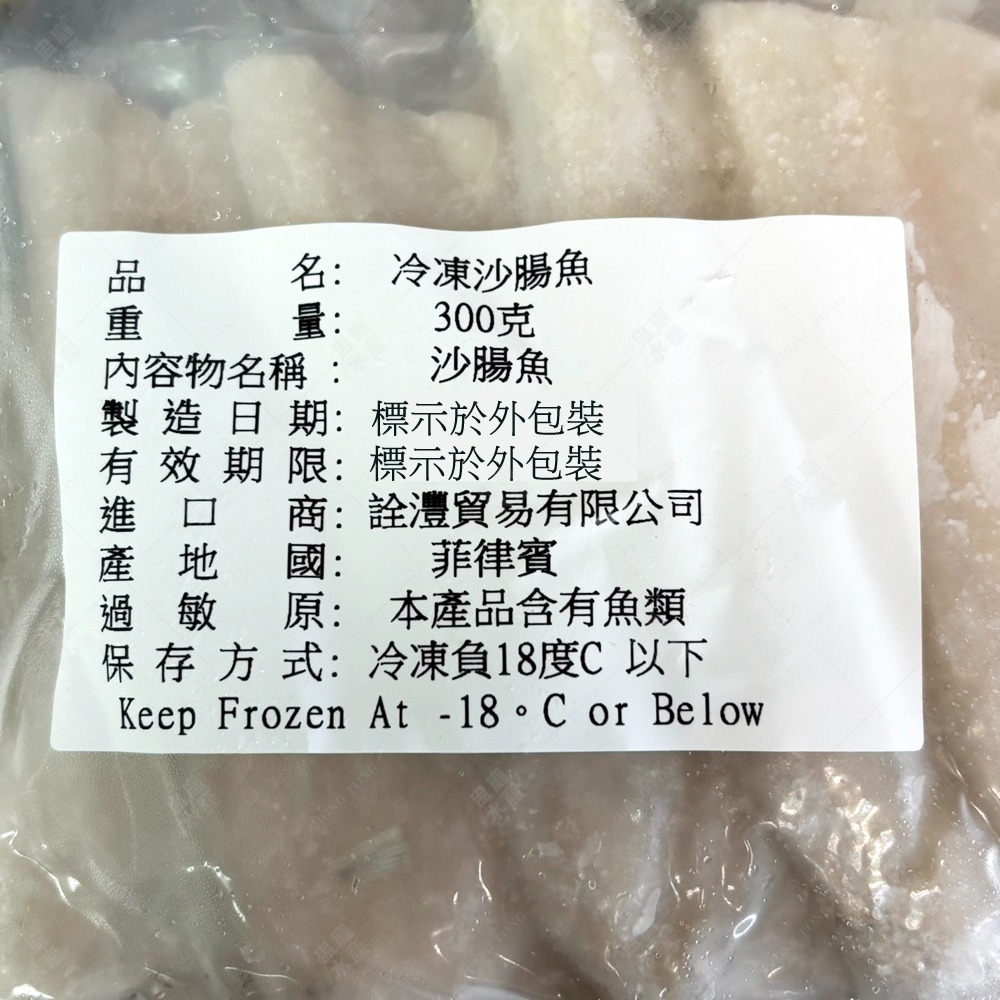 品名: 冷凍沙腸魚
重量: 300克
內容物名稱: 沙腸魚
製造日期: 標示於外包裝
有效期限: 標示於外包裝
進口商: 詮灃貿易有限公司
產地國: 菲律賓
過敏原: 本產品含有魚類
保存方式: 冷凍負18度C 以下
Keep Frozen At -18。C or Below